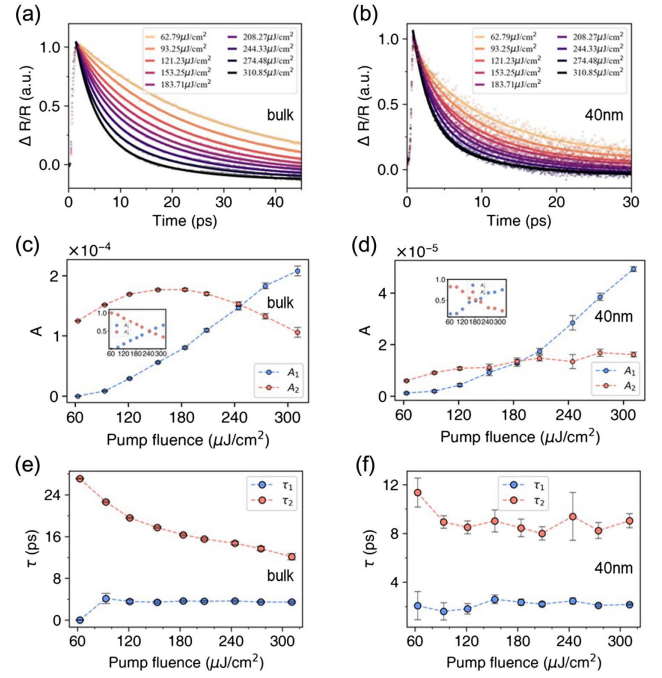 (a)
62.79μJ/cm²
93.25μJ/cm²
121.23μJ/cm²
153.25μJ/cm²
183.71μJ/cm²
208.27μJ/cm²
244.33μJ/cm²
274.48μJ/cm²
310.85μJ/cm²
bulk
Δ R/R (a.u.)
1.0
0.5
0.0
0 10 20 30 40
Time (ps)
(b)
62.79μJ/cm²
93.25μJ/cm²
121.23μJ/cm²
153.25μJ/cm²
183.71μJ/cm²
208.27μJ/cm²
244.33μJ/cm²
274.48μJ/cm²
310.85μJ/cm²
40nm
Δ R/R (a.u.)
1.0
0.5
0.0
0 10 20 30
Time (ps)
(c)
×10⁻⁴
bulk
A
2
1
0
1.0
0.5
60 120 180 240 300
A₁
A₂
60 120 180 240 300
Pump fluence (μJ/cm²)
(d)
×10⁻⁵
40nm
A
4
2
0
1.0
0.5
60 120 180 240 300
A₁
A₂
60 120 180 240 300
Pump fluence (μJ/cm²)
(e)
τ₁
τ₂
bulk
τ (ps)
24
16
8
0
60 120 180 240 300
Pump fluence (μJ/cm²)
(f)
τ₁
τ₂
40nm
τ (ps)
12
8
4
60 120 180 240 300
Pump fluence (μJ/cm²)